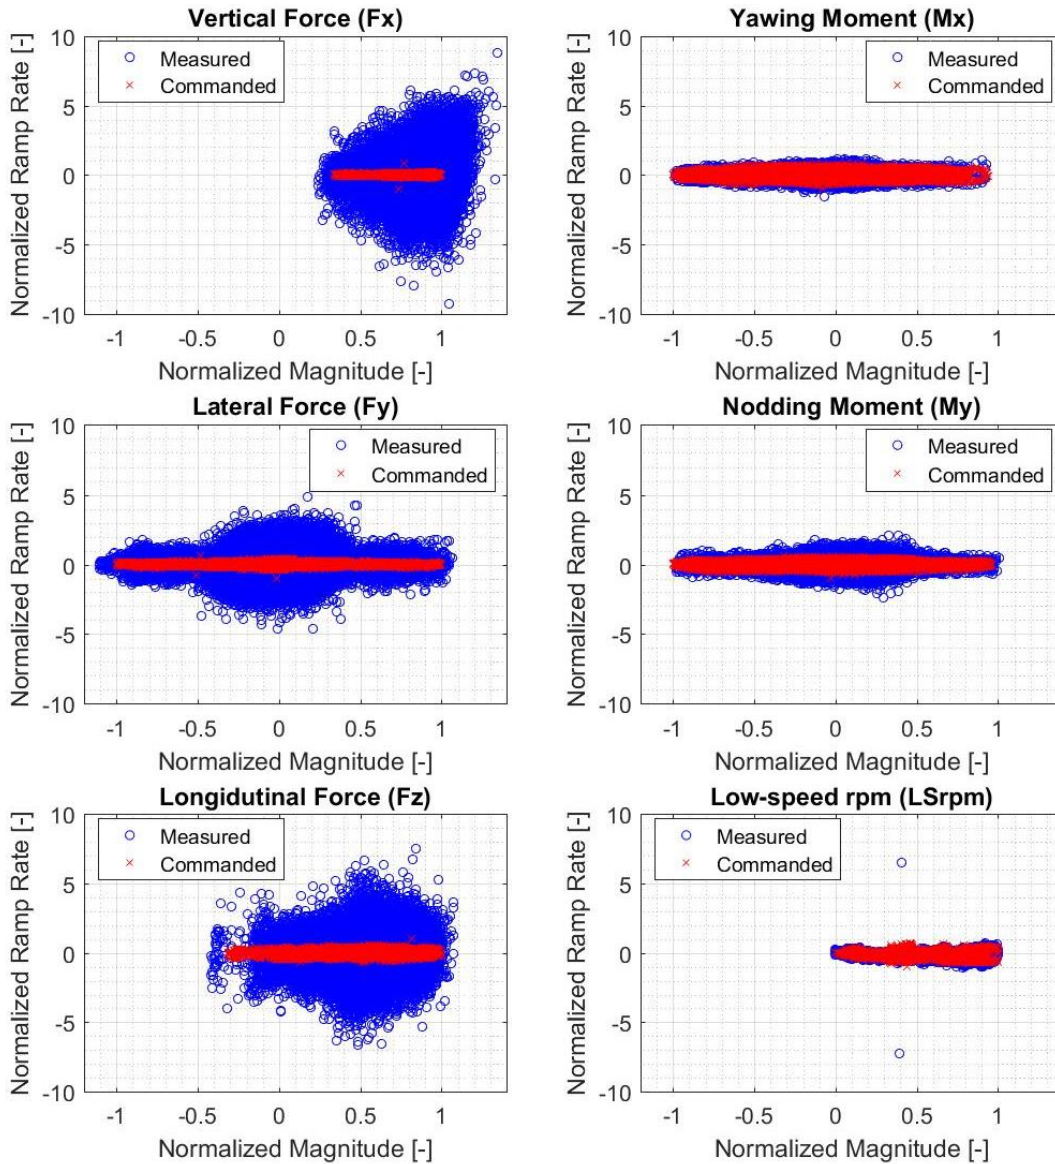 Vertical Force (Fx)
Normalized Ramp Rate [-]
10
5
0
-5
-10
Measured
Commanded
-1 -0.5 0 0.5 1
Normalized Magnitude [-]
Yawing Moment (Mx)
Normalized Ramp Rate [-]
10
5
0
-5
-10
Measured
Commanded
-1 -0.5 0 0.5 1
Normalized Magnitude [-]
Lateral Force (Fy)
Normalized Ramp Rate [-]
10
5
0
-5
-10
Measured
Commanded
-1 -0.5 0 0.5 1
Normalized Magnitude [-]
Nodding Moment (My)
Normalized Ramp Rate [-]
10
5
0
-5
-10
Measured
Commanded
-1 -0.5 0 0.5 1
Normalized Magnitude [-]
Longidutinal Force (Fz)
Normalized Ramp Rate [-]
10
5
0
-5
-10
Measured
Commanded
-1 -0.5 0 0.5 1
Normalized Magnitude [-]
Low-speed rpm (LSrpm)
Normalized Ramp Rate [-]
10
5
0
-5
-10
Measured
Commanded
-1 -0.5 0 0.5 1
Normalized Magnitude [-]